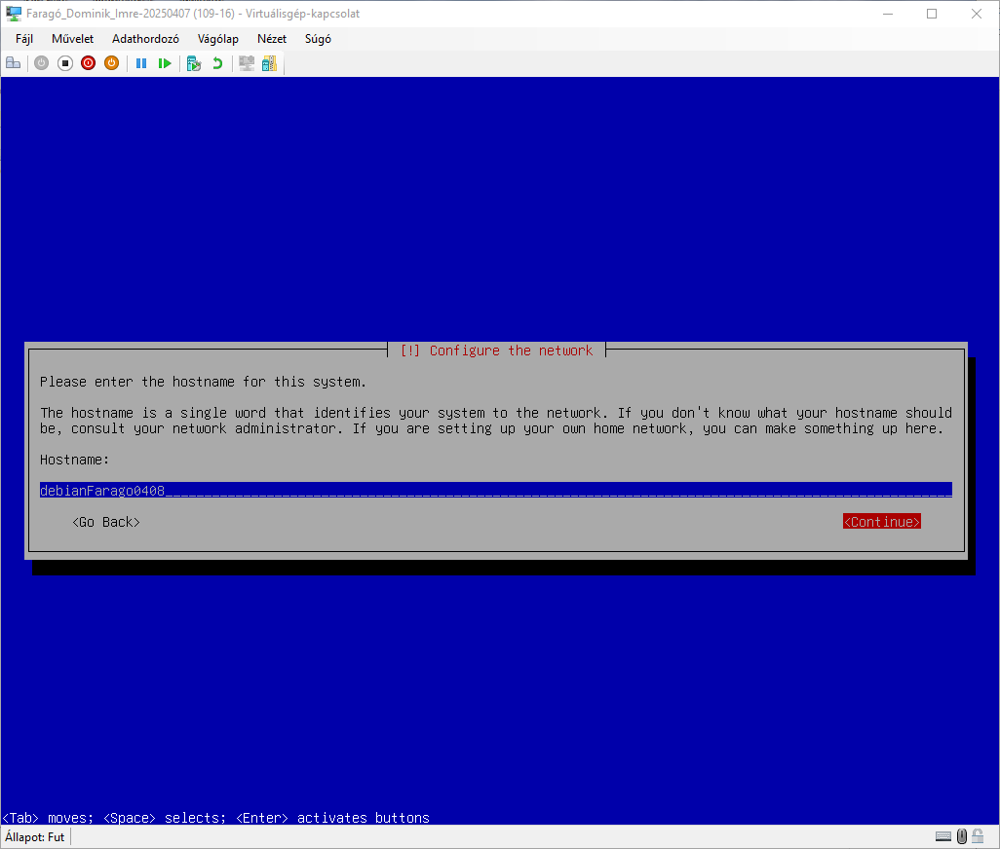 Faragó_Dominik_Imre-20250407 (109-16) - Virtuálisgép-kapcsolat
Fájl Művelet Adathordozó Vágólap Nézet Súgó
[!] Configure the network
Please enter the hostname for this system.
The hostname is a single word that identifies your system to the network. If you don't know what your hostname should
be, consult your network administrator. If you are setting up your own home network, you can make something up here.
Hostname:
debianFarago0408
<Go Back> <Continue>
<Tab> moves; <Space> selects; <Enter> activates buttons
Állapot: Fut